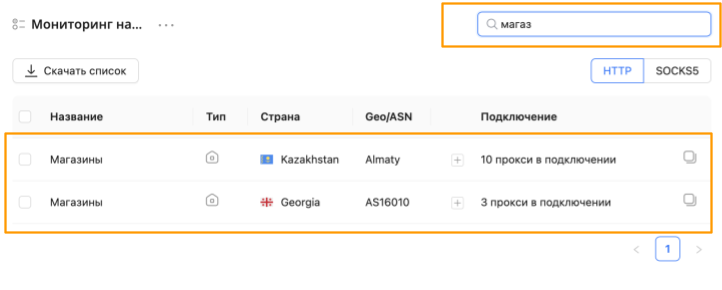 Мониторинг на... ...
магаз
Скачать список
HTTP SOCKS5
Название Тип Страна Geo/ASN Подключение
Магазины Kazakhstan Almaty + 10 прокси в подключении
Магазины Georgia AS16010 + 3 прокси в подключении
< 1 >